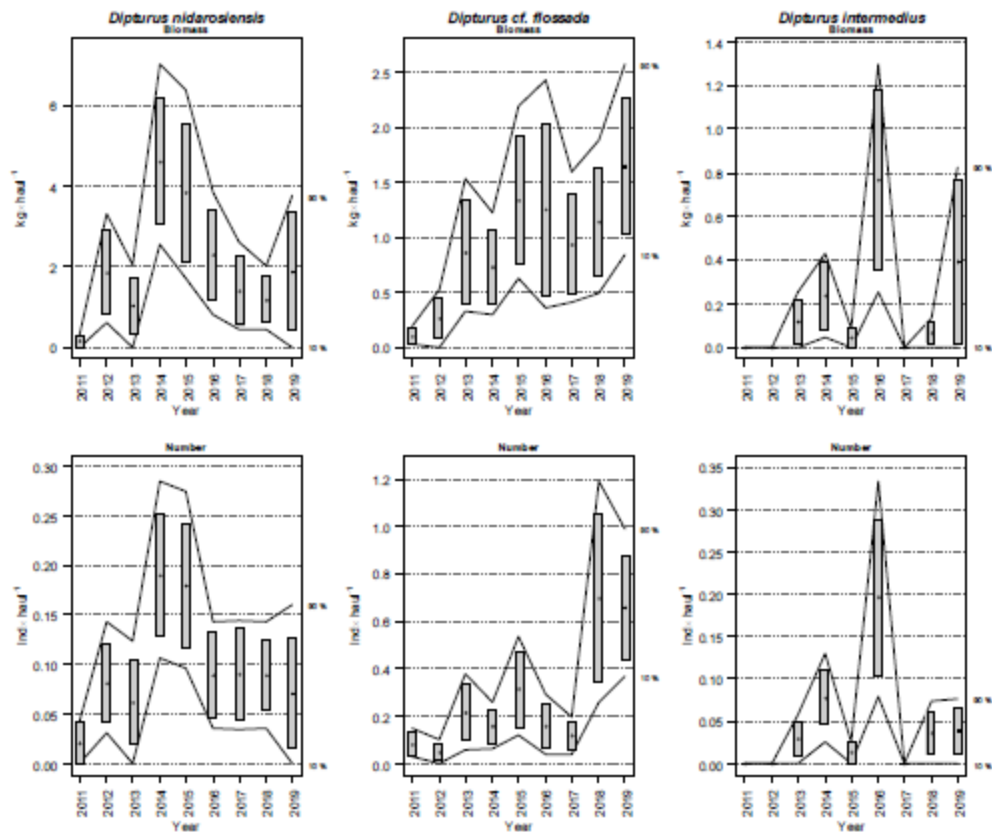 Dipturus nidarosiensis
Biomass
6
4
2
0
kg × haul⁻¹
90 %
10 %
2011 2012 2013 2014 2015 2016 2017 2018 2019
Year
Dipturus cf. flossada
Biomass
2.5
2.0
1.5
1.0
0.5
0.0
kg × haul⁻¹
90 %
10 %
2011 2012 2013 2014 2015 2016 2017 2018 2019
Year
Dipturus intermedius
Biomass
1.4
1.2
1.0
0.8
0.6
0.4
0.2
0.0
kg × haul⁻¹
90 %
10 %
2011 2012 2013 2014 2015 2016 2017 2018 2019
Year
Number
0.30
0.25
0.20
0.15
0.10
0.05
0.00
Ind × haul⁻¹
90 %
10 %
2011 2012 2013 2014 2015 2016 2017 2018 2019
Year
Number
1.2
1.0
0.8
0.6
0.4
0.2
0.0
Ind × haul⁻¹
90 %
10 %
2011 2012 2013 2014 2015 2016 2017 2018 2019
Year
Number
0.35
0.30
0.25
0.20
0.15
0.10
0.05
0.00
Ind × haul⁻¹
90 %
10 %
2011 2012 2013 2014 2015 2016 2017 2018 2019
Year